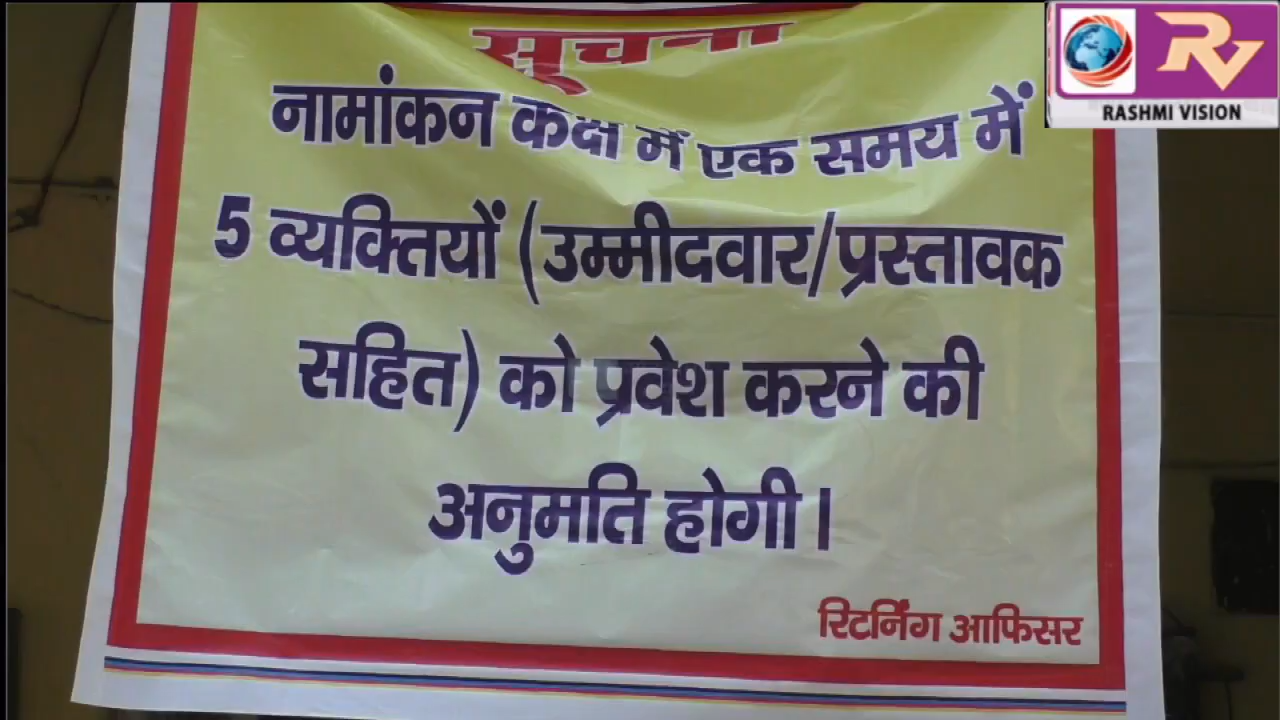 सूचना
नामांकन कक्ष में एक समय में
5 व्यक्तियों (उम्मीदवार/प्रस्तावक
सहित) को प्रवेश करने की
अनुमति होगी।
रिटर्निंग आफिसर
RV
RASHMI VISION